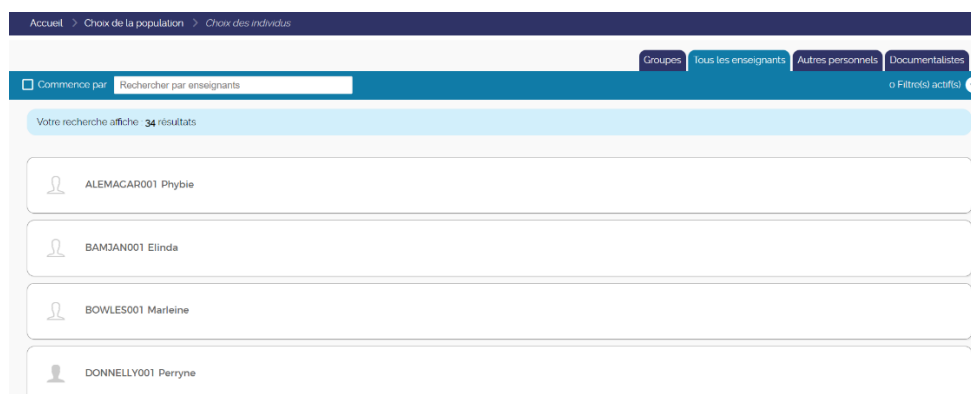 Accueil > Choix de la population > Choix des individus
Groupes Tous les enseignants Autres personnels Documentalistes
Commence par Rechercher par enseignants 0 Filtre(s) actif(s)
Votre recherche affiche : 34 résultats
ALEMAGAR001 Phybie
BAMJAN001 Elinda
BOWLES001 Marleine
DONNELLY001 Perryne